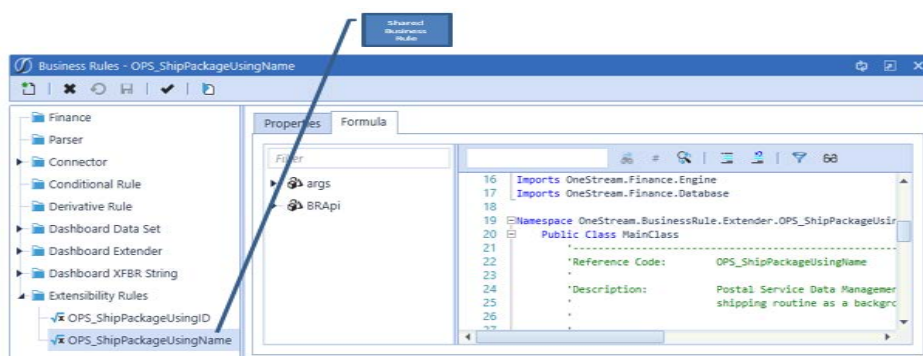 Shared
Business
Rule
Business Rules - OPS_ShipPackageUsingName
Finance
Parser
Connector
Conditional Rule
Derivative Rule
Dashboard Data Set
Dashboard Extender
Dashboard XFBR String
Extensibility Rules
OPS_ShipPackageUsingID
OPS_ShipPackageUsingName
Properties Formula
Filter
args
BRApi
16 Imports OneStream.Finance.Engine
17 Imports OneStream.Finance.Database
18
19 Namespace OneStream.BusinessRule.Extender.OPS_ShipPackageUsin
20 Public Class MainClass
21 '------------------------------------------------
22 'Reference Code: OPS_ShipPackageUsingName
23 '
24 'Description: Postal Service Data Managemen
25 ' shipping routine as a backgro
26 '
27 '